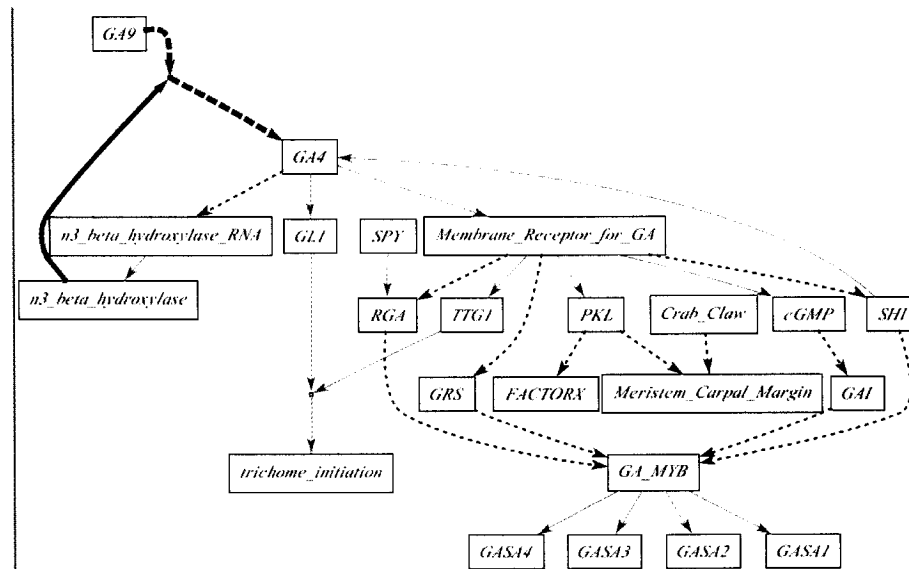 GA9
GA4
n3_beta_hydroxylase_RNA
GL1
SPY
Membrane_Receptor_for_GA
n3_beta_hydroxylase
RGA
TTG1
PKL
Crab_Claw
cGMP
SHI
GRS
FACTORX
Meristem_Carpal_Margin
GAI
trichome_initiation
GA_MYB
GASA4
GASA3
GASA2
GASA1